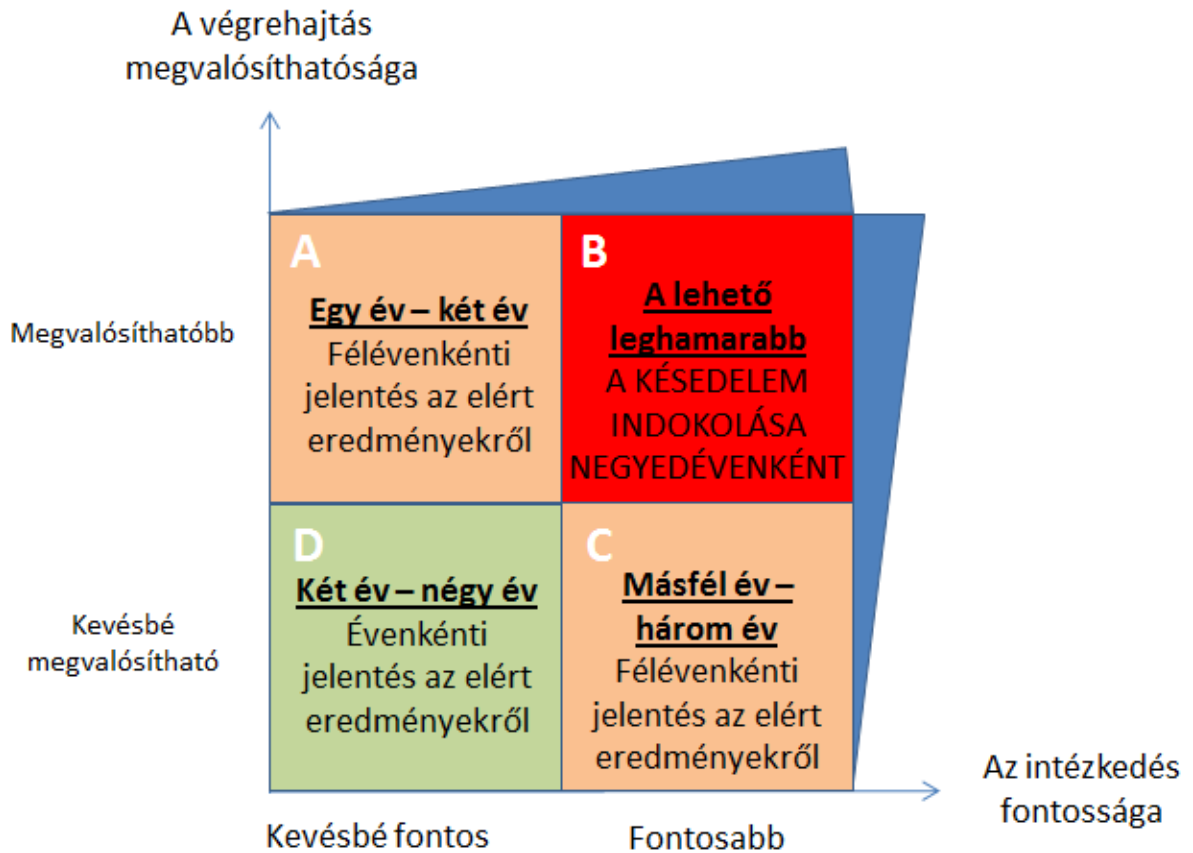 A végrehajtás
megvalósíthatósága
Megvalósíthatóbb
A
Egy év – két év
Félévenkénti
jelentés az elért
eredményekről
B
A lehető
leghamarabb
A KÉSEDELEM
INDOKOLÁSA
NEGYEDÉVENKÉNT
Kevésbé
megvalósítható
D
Két év – négy év
Évenkénti
jelentés az elért
eredményekről
C
Másfél év –
három év
Félévenkénti
jelentés az elért
eredményekről
Az intézkedés
fontossága
Kevésbé fontos
Fontosabb